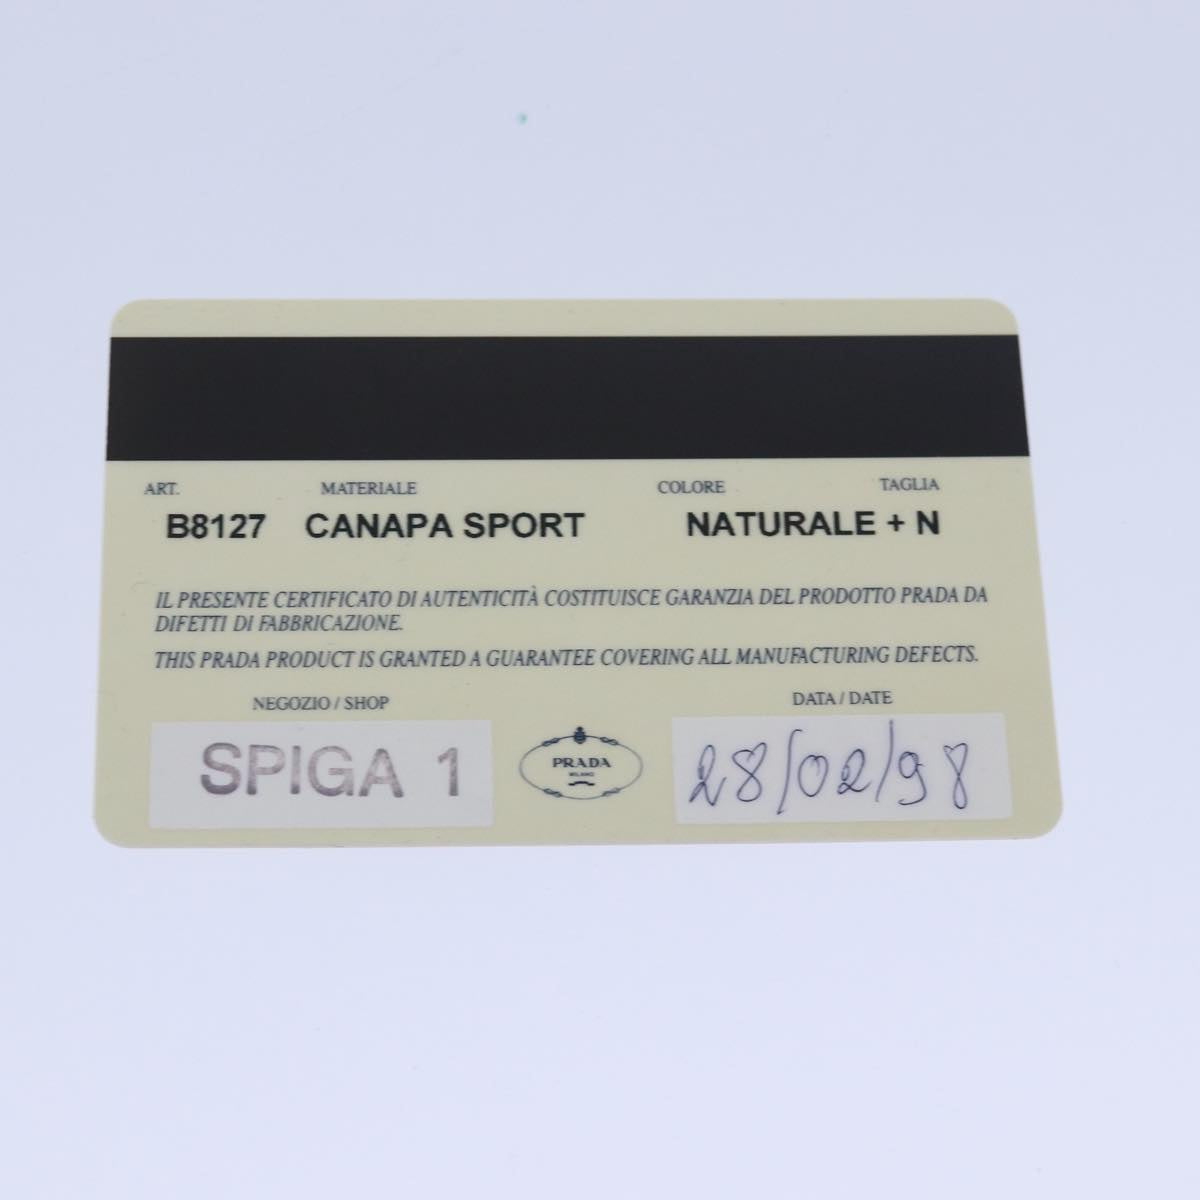 ART. MATERIALE COLORE TAGLIA
B8127 CANAPA SPORT NATURALE + N
IL PRESENTE CERTIFICATO DI AUTENTICITÀ COSTITUISCE GARANZIA DEL PRODOTTO PRADA DA
DIFETTI DI FABBRICAZIONE.
THIS PRADA PRODUCT IS GRANTED A GUARANTEE COVERING ALL MANUFACTURING DEFECTS.
NEGOZIO / SHOP
SPIGA 1
PRADA
MILANO
DATA / DATE
28/02/98